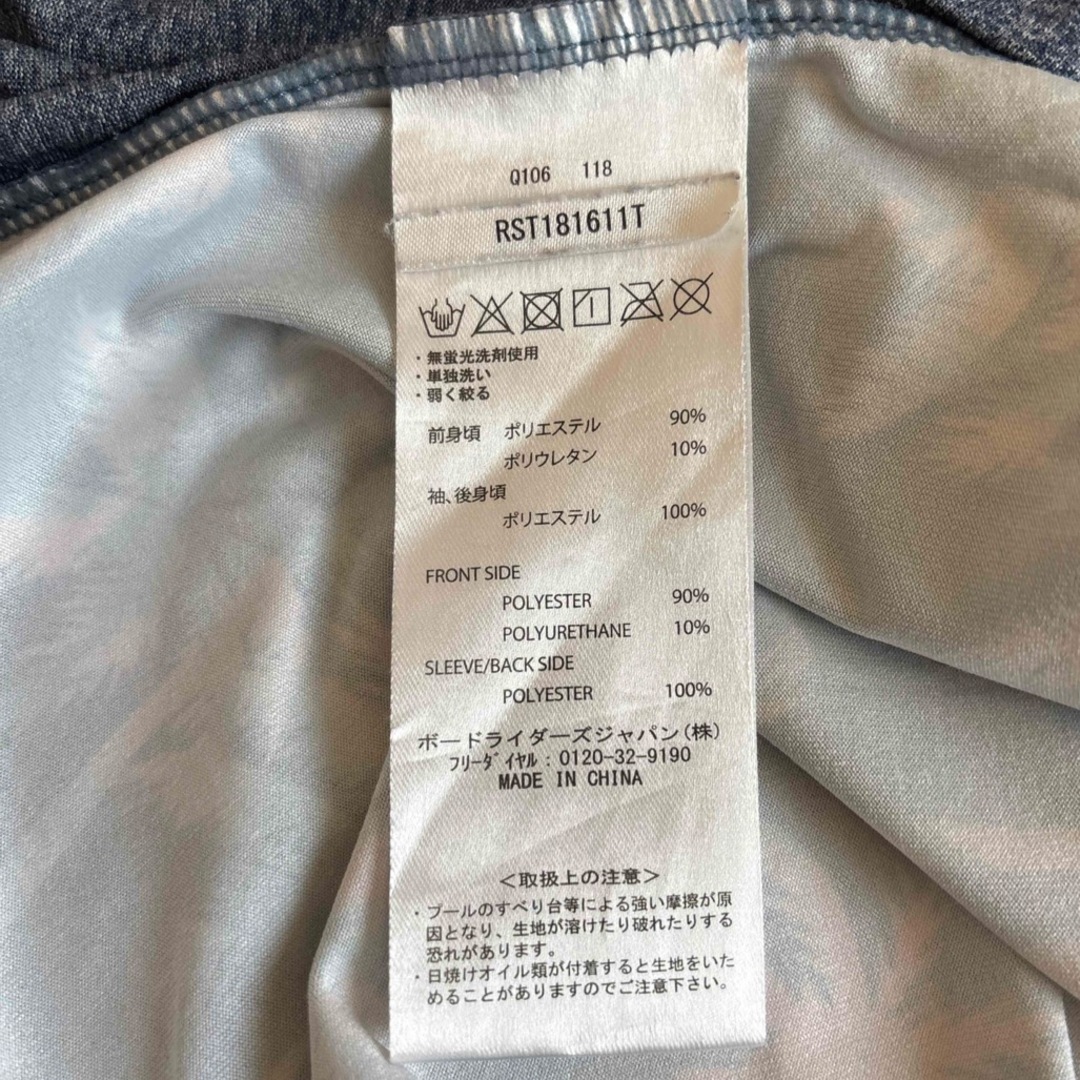 Q106 118
RST181611T
・無蛍光洗剤使用
・単独洗い
・弱く絞る
前身頃 ポリエステル 90%
ポリウレタン 10%
袖、後身頃
ポリエステル 100%
FRONT SIDE
POLYESTER 90%
POLYURETHANE 10%
SLEEVE/BACK SIDE
POLYESTER 100%
ボードライダーズジャパン(株)
フリーダイヤル:0120-32-9190
MADE IN CHINA
<取扱上の注意>
・プールのすべり台等による強い摩擦が原
因となり、生地が溶けたり破れたりする
恐れがあります。
・日焼けオイル類が付着すると生地をいた
めることがありますのでご注意下さい。